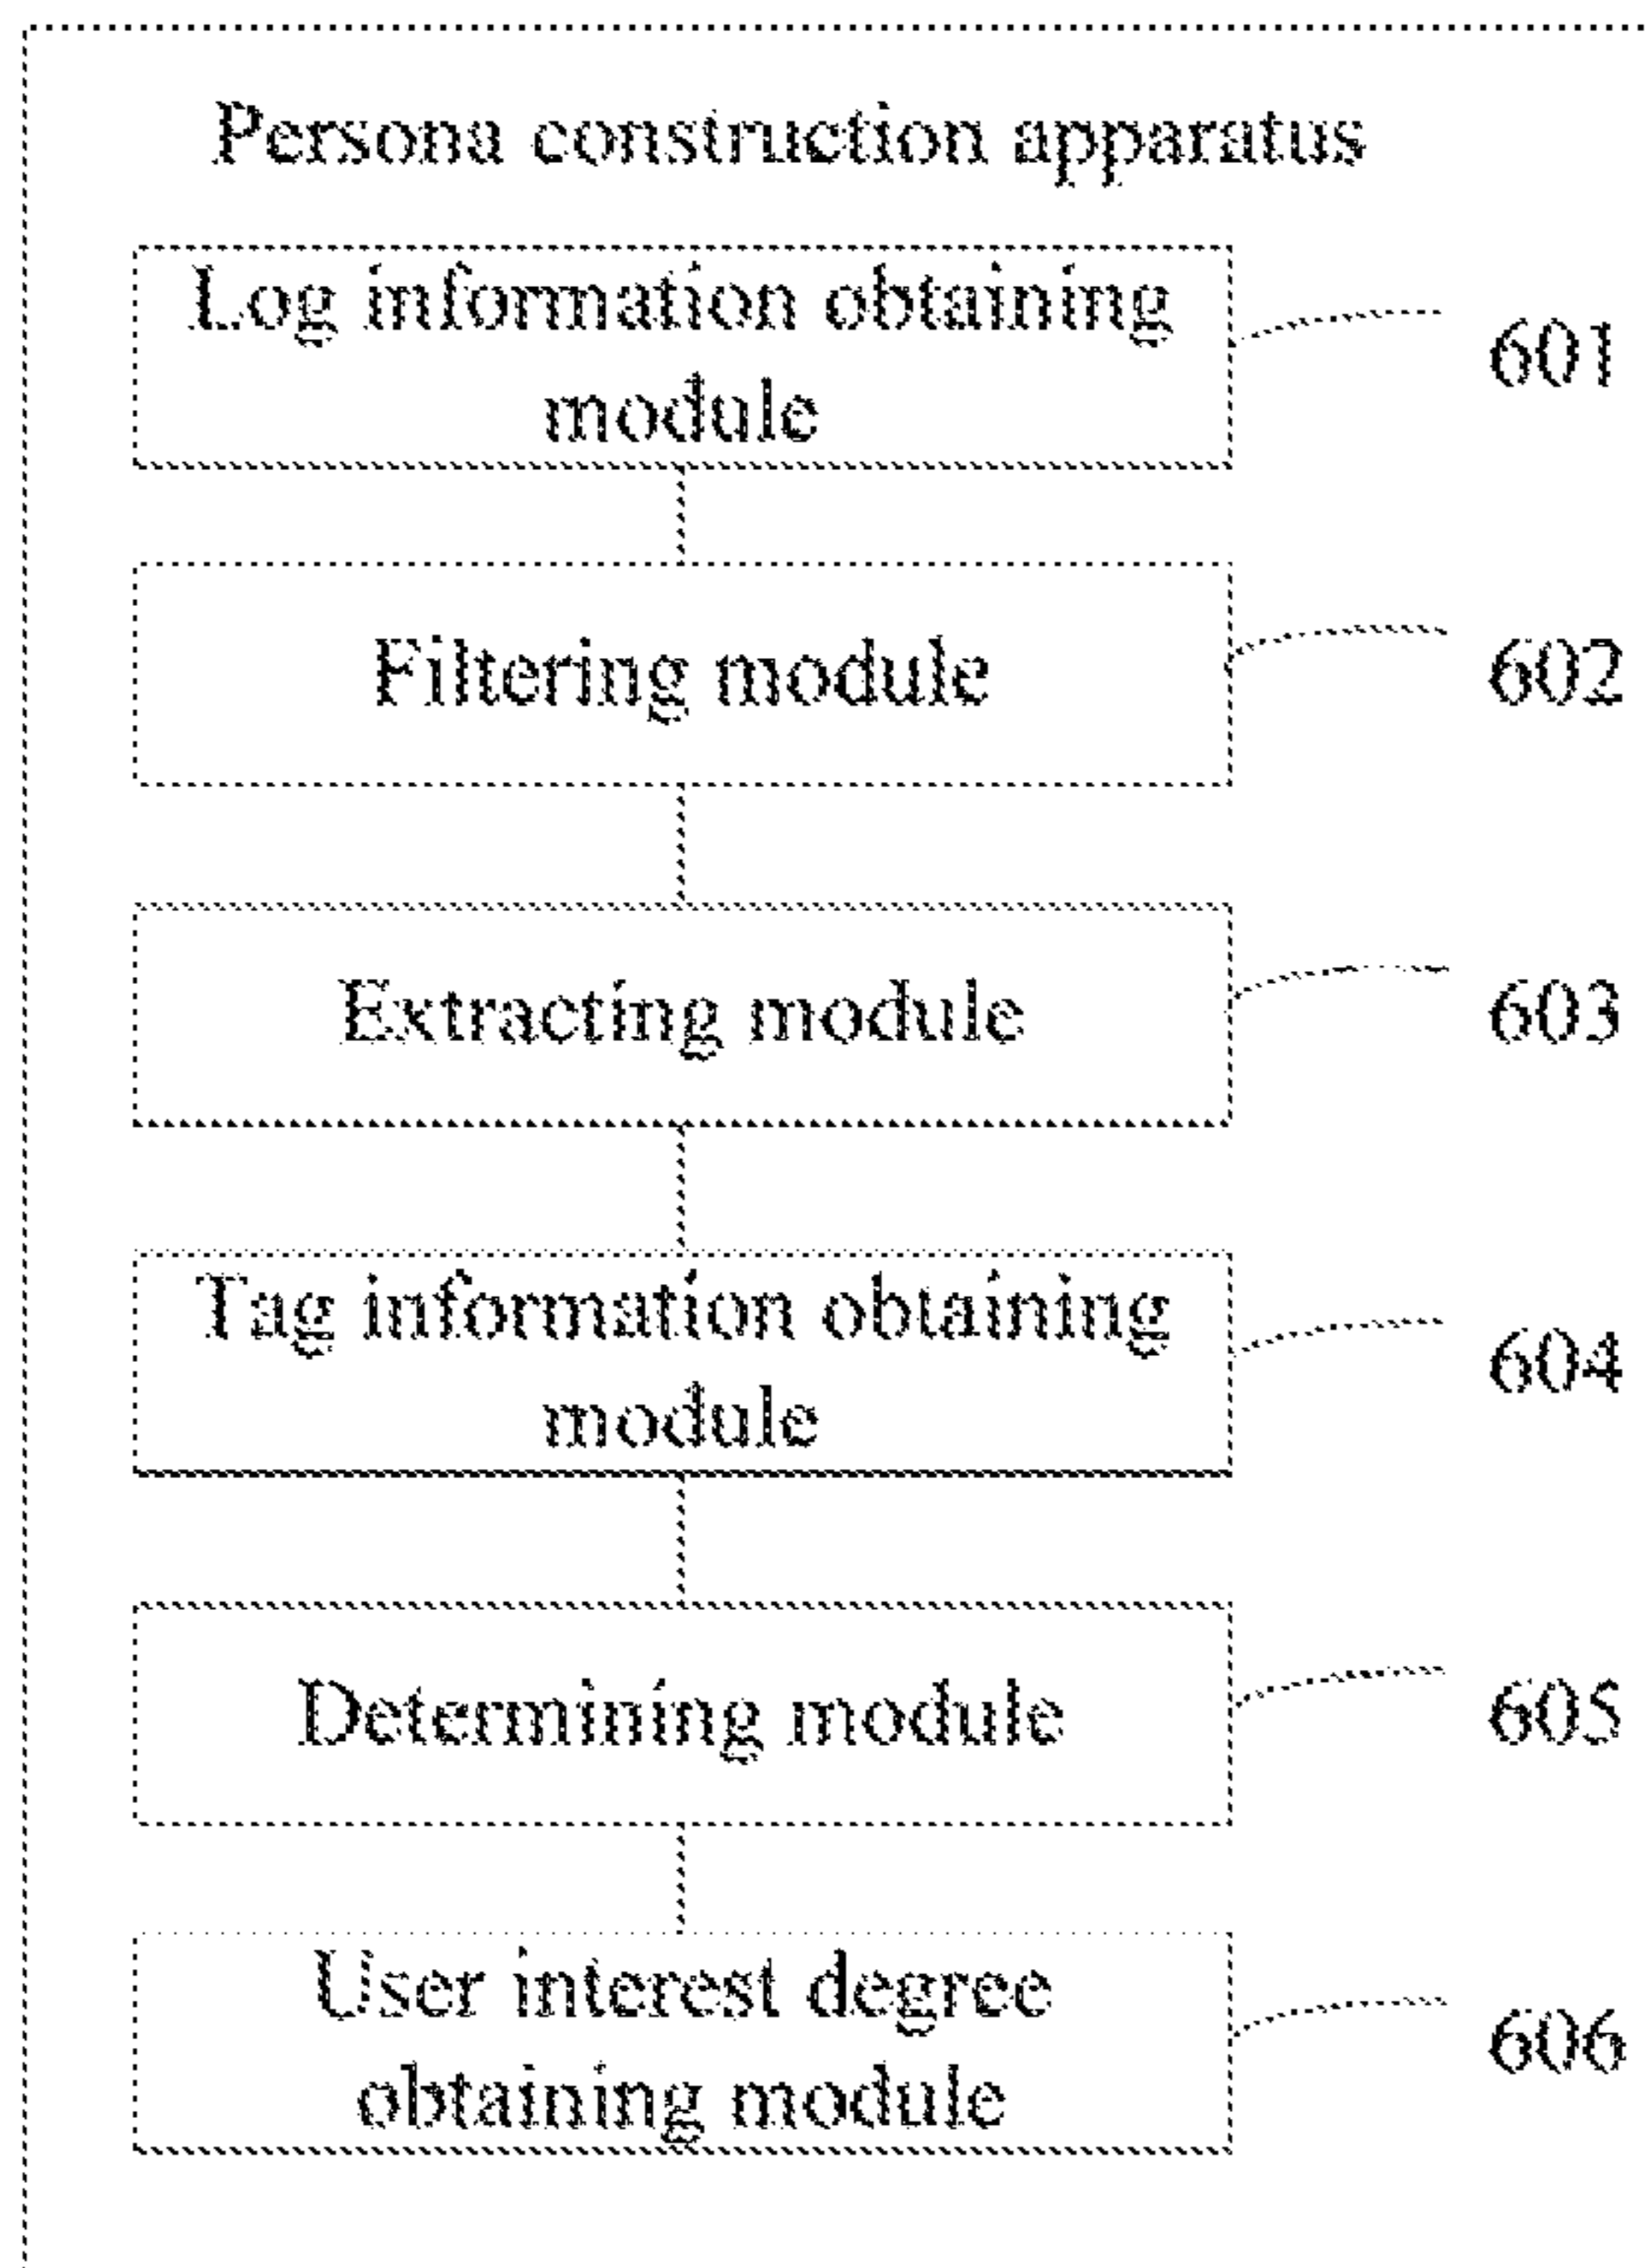 Persona construction apparatus
Log information obtaining
module
601
Filtering module
602
Extracting module
603
Tag information obtaining
module
604
Determining module
605
User interest degree
obtaining module
606